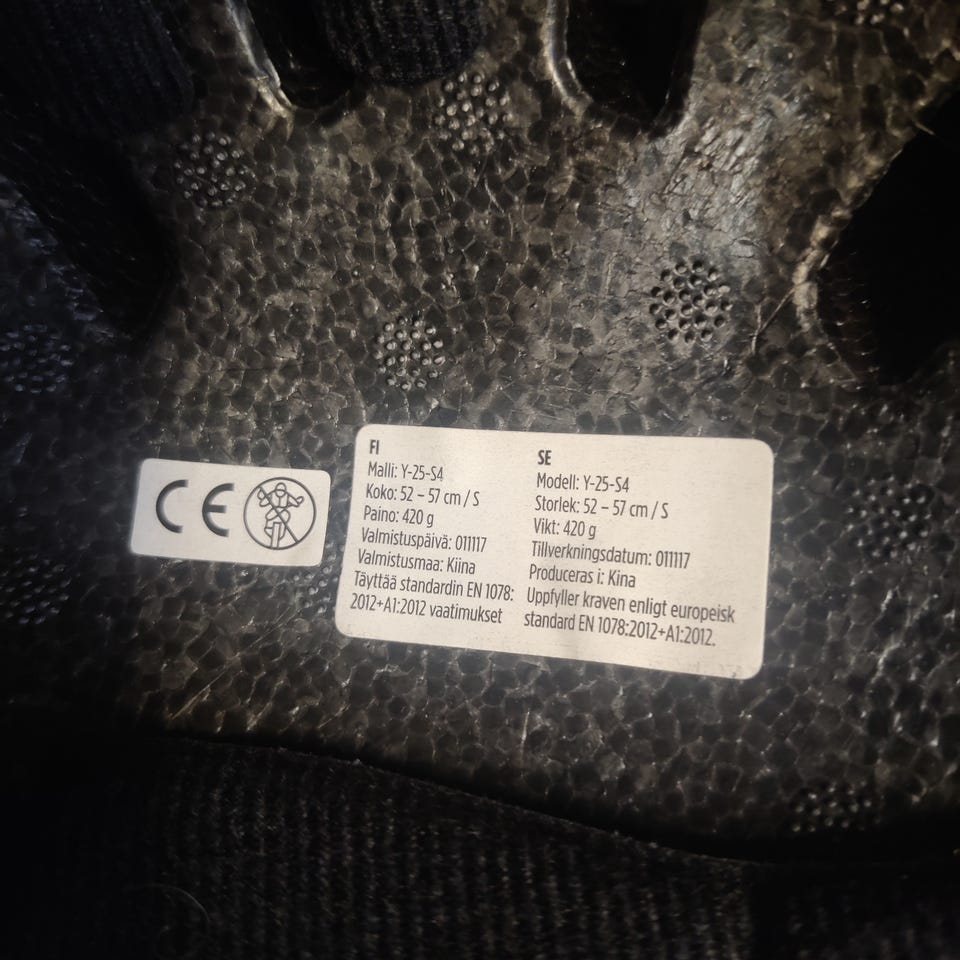 CE
FI
Malli: Y-25-S4
Koko: 52 – 57 cm / S
Paino: 420 g
Valmistuspäivä: 011117
Valmistusmaa: Kiina
Täyttää standardin EN 1078:
2012+A1:2012 vaatimukset
SE
Modell: Y-25-S4
Storlek: 52 – 57 cm / S
Vikt: 420 g
Tillverkningsdatum: 011117
Produceras i: Kina
Uppfyller kraven enligt europeisk
standard EN 1078:2012+A1:2012.